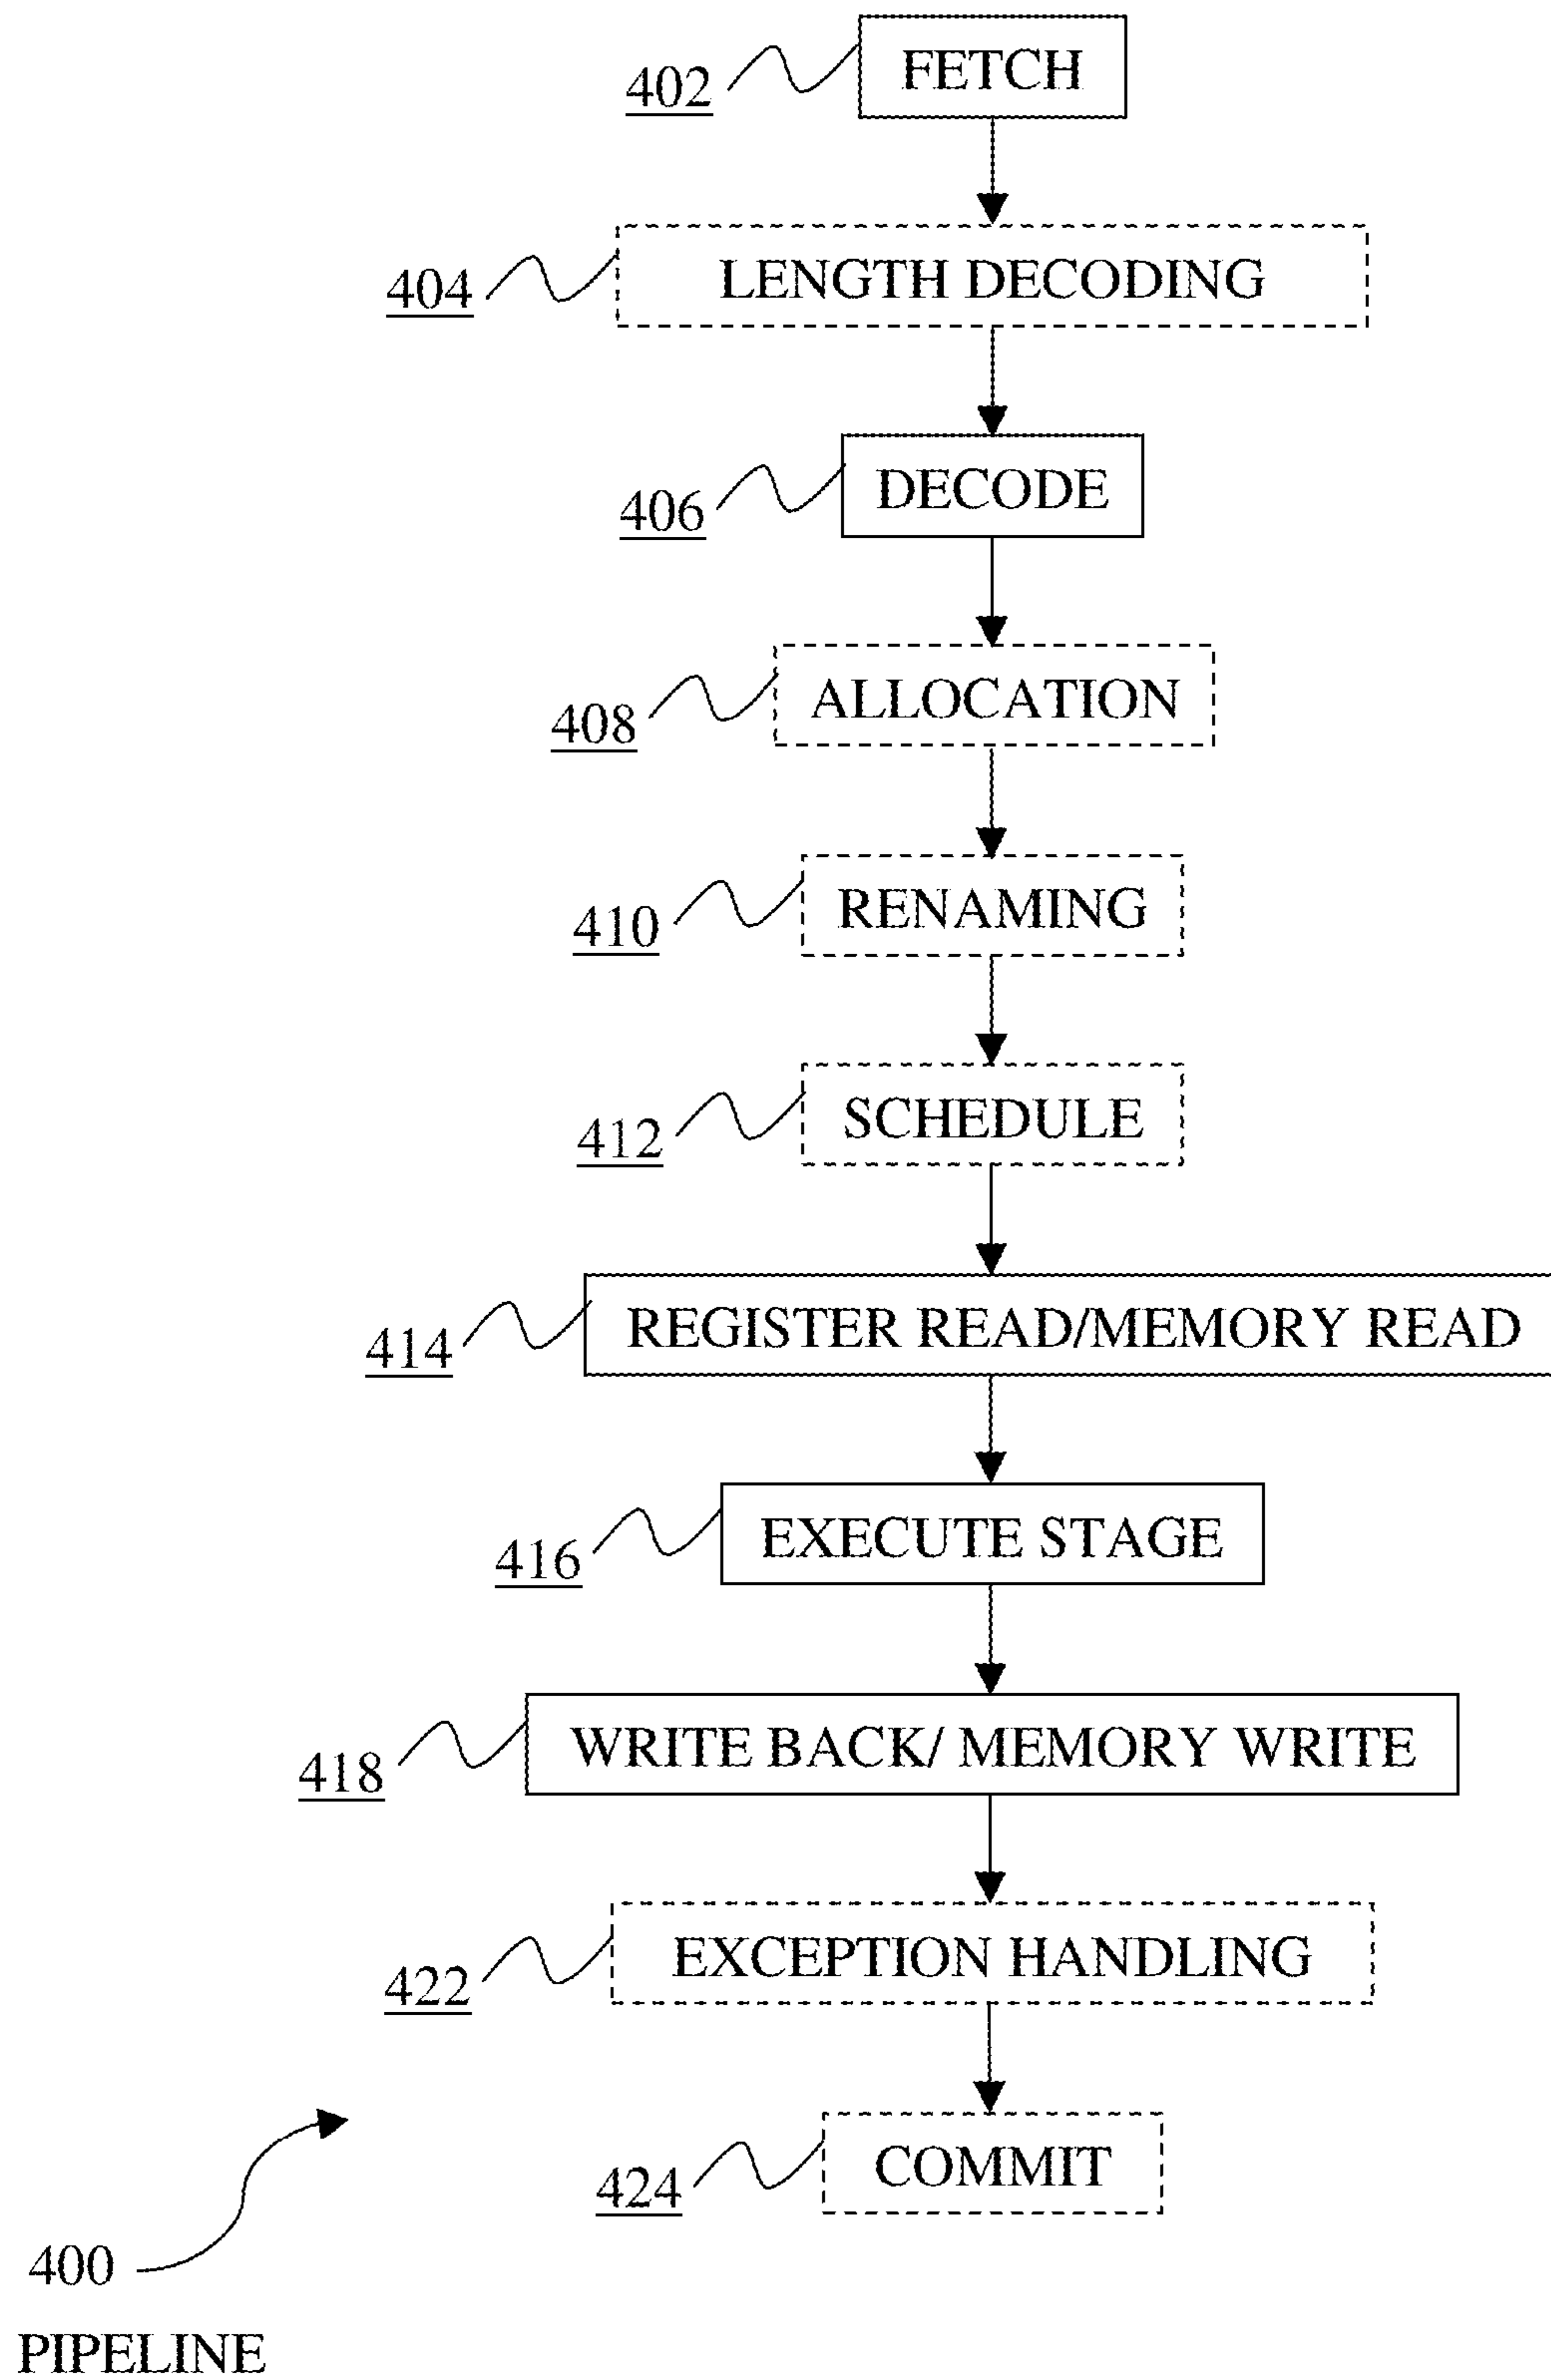 402
FETCH
404
LENGTH DECODING
406
DECODE
408
ALLOCATION
410
RENAMING
412
SCHEDULE
414
REGISTER READ/MEMORY READ
416
EXECUTE STAGE
418
WRITE BACK/ MEMORY WRITE
422
EXCEPTION HANDLING
424
COMMIT
400
PIPELINE